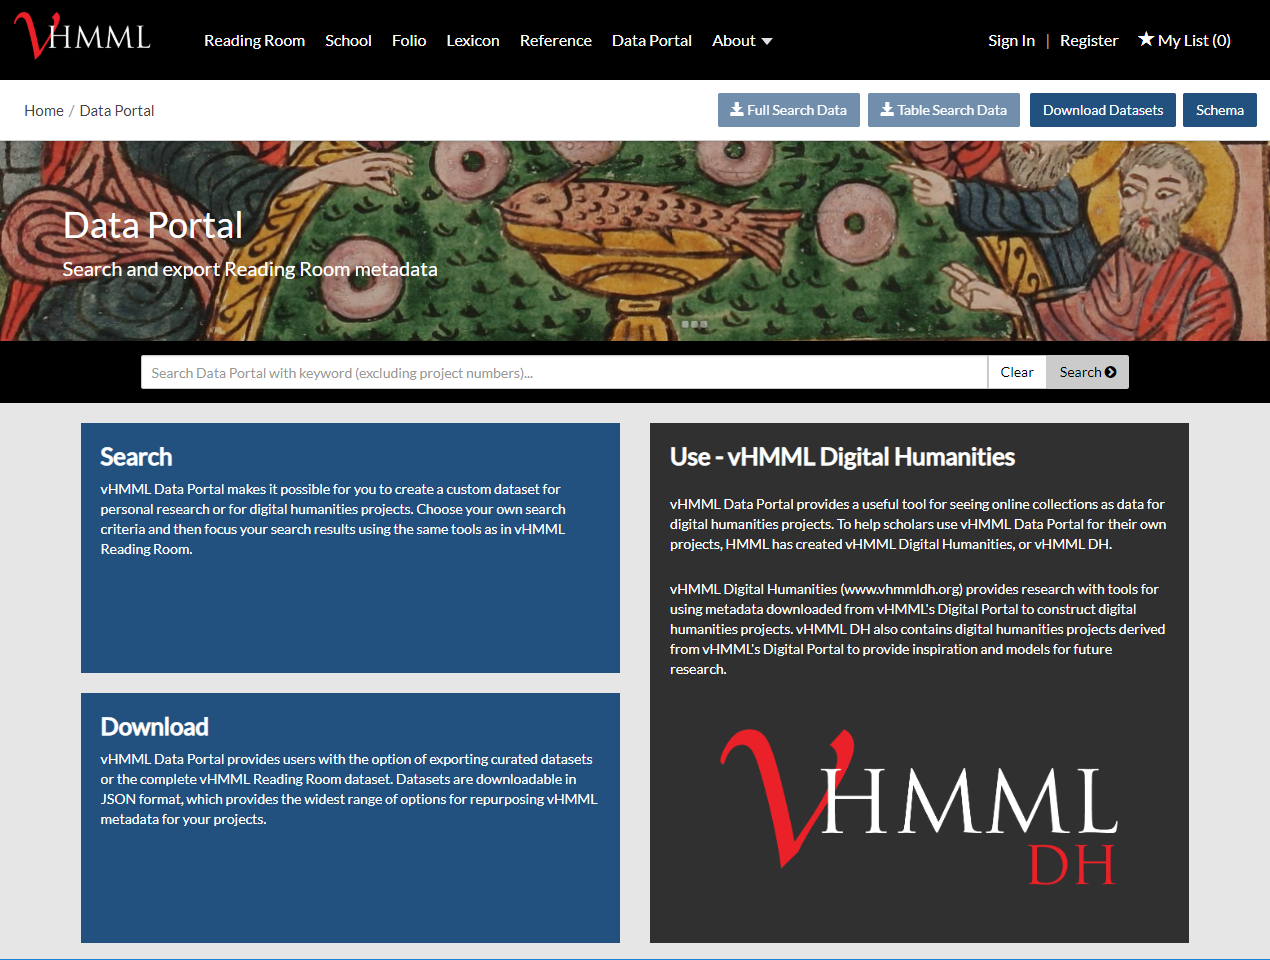 VHMML
Reading Room School Folio Lexicon Reference Data Portal About
Sign In | Register ★ My List (0)
Home / Data Portal
Full Search Data Table Search Data Download Datasets Schema
Data Portal
Search and export Reading Room metadata
Search Data Portal with keyword (excluding project numbers)... Clear Search
Search
vHMML Data Portal makes it possible for you to create a custom dataset for
personal research or for digital humanities projects. Choose your own search
criteria and then focus your search results using the same tools as in vHMML
Reading Room.
Download
vHMML Data Portal provides users with the option of exporting curated datasets
or the complete vHMML Reading Room dataset. Datasets are downloadable in
JSON format, which provides the widest range of options for repurposing vHMML
metadata for your projects.
Use - vHMML Digital Humanities
vHMML Data Portal provides a useful tool for seeing online collections as data for
digital humanities projects. To help scholars use vHMML Data Portal for their own
projects, HMML has created vHMML Digital Humanities, or vHMML DH.
vHMML Digital Humanities (www.vhmmldh.org) provides research with tools for
using metadata downloaded from vHMML's Digital Portal to construct digital
humanities projects. vHMML DH also contains digital humanities projects derived
from vHMML's Digital Portal to provide inspiration and models for future
research.
VHMML
DH